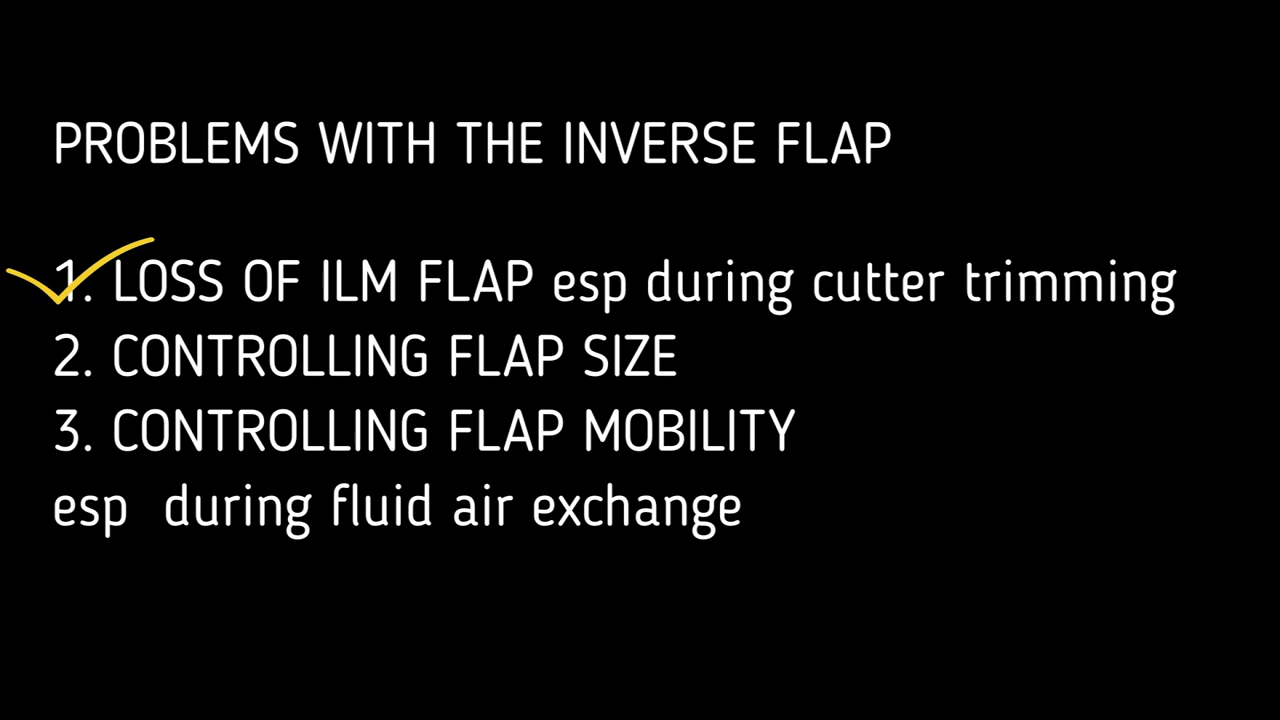 PROBLEMS WITH THE INVERSE FLAP
1. LOSS OF ILM FLAP esp during cutter trimming
2. CONTROLLING FLAP SIZE
3. CONTROLLING FLAP MOBILITY
esp during fluid air exchange